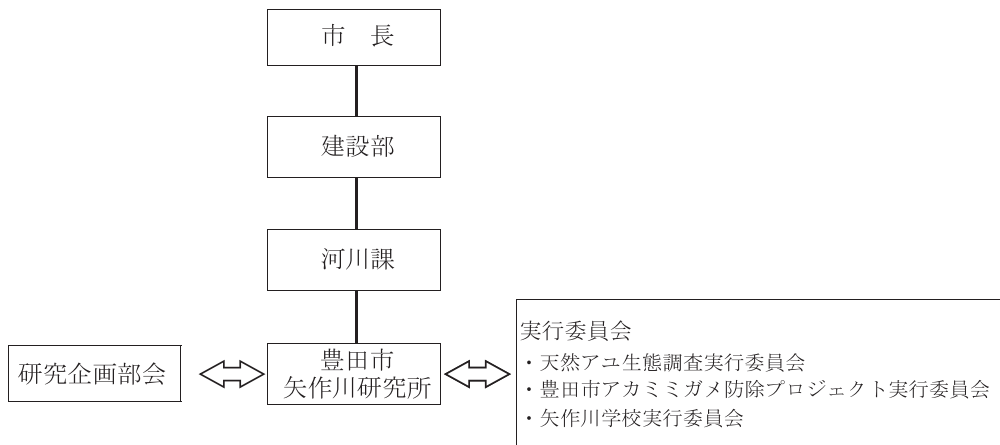 市　長
建設部
河川課
研究企画部会
豊田市
矢作川研究所
実行委員会
・天然アユ生態調査実行委員会
・豊田市アカミミガメ防除プロジェクト実行委員会
・矢作川学校実行委員会